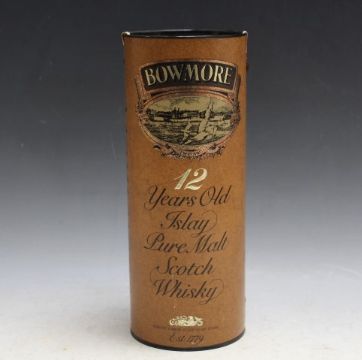 BOWMORE
12
Years Old
Islay
Pure Malt
Scotch
Whisky
Est. 1779